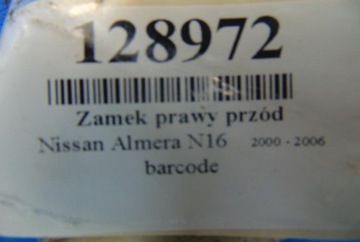 128972
Zamek prawy przód
Nissan Almera N16 2000 - 2006
barcode